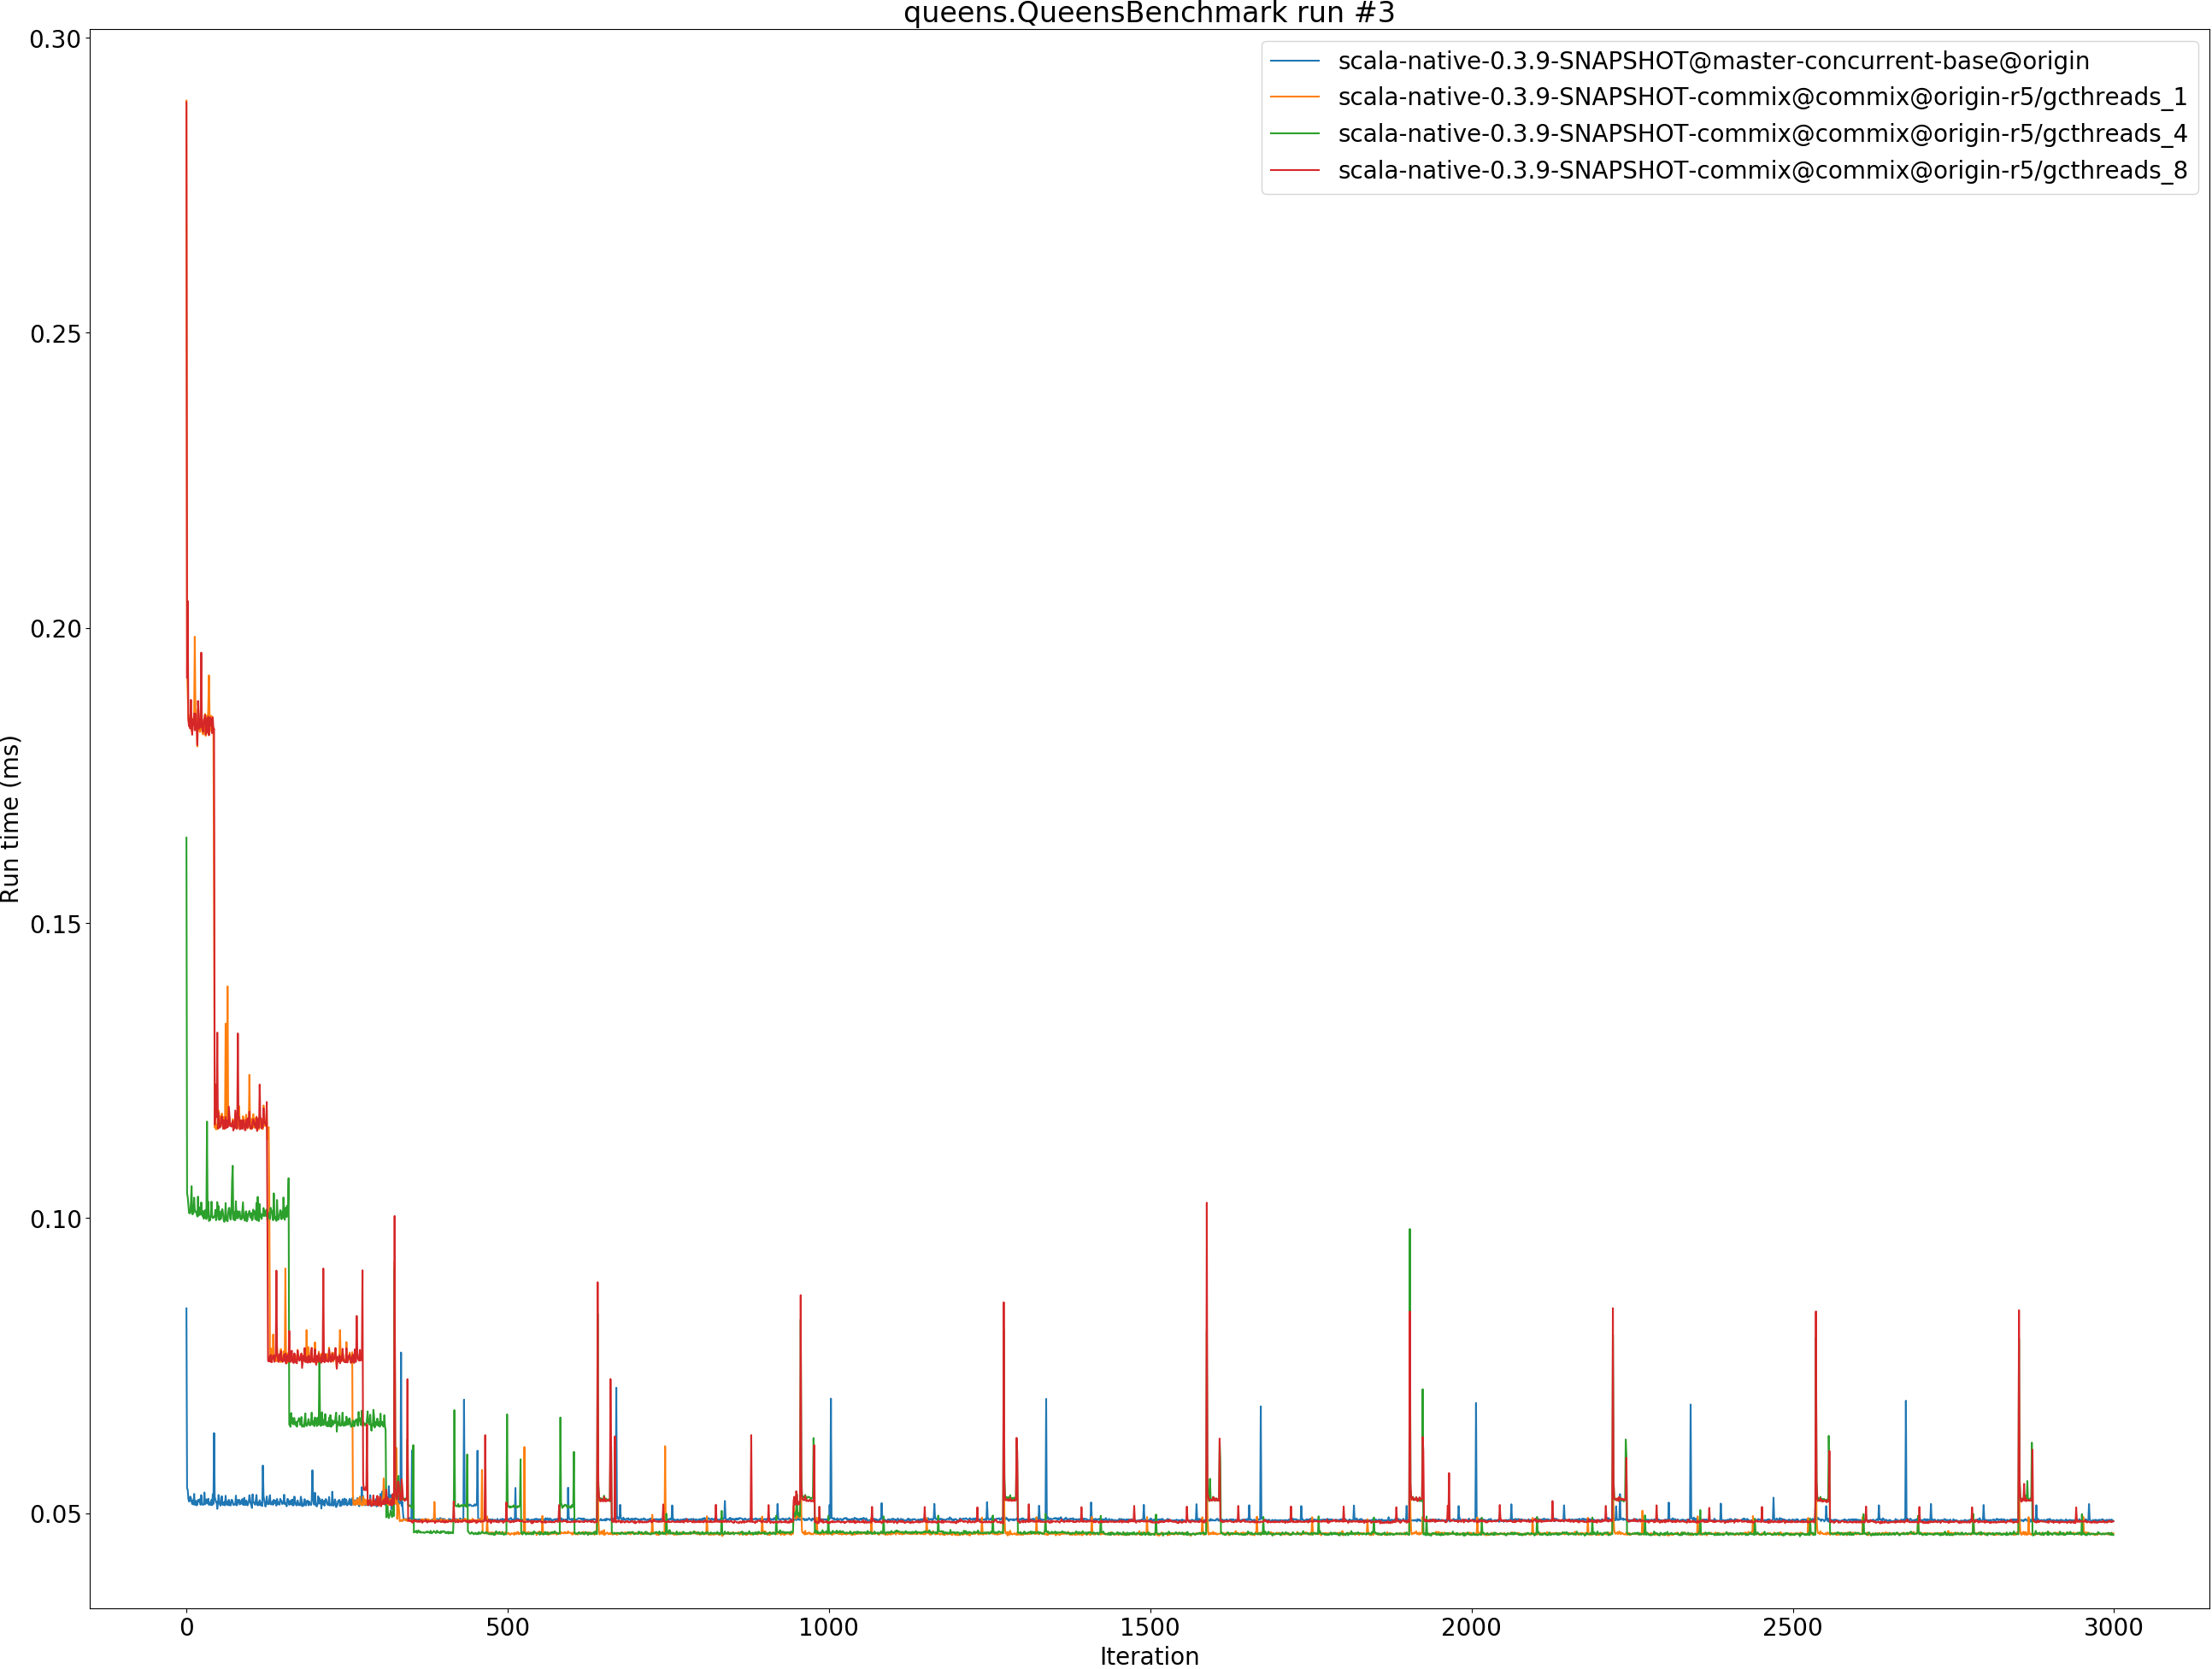 queens.QueensBenchmark run #3
scala-native-0.3.9-SNAPSHOT@master-concurrent-base@origin
scala-native-0.3.9-SNAPSHOT-commix@commix@origin-r5/gcthreads_1
scala-native-0.3.9-SNAPSHOT-commix@commix@origin-r5/gcthreads_4
scala-native-0.3.9-SNAPSHOT-commix@commix@origin-r5/gcthreads_8
Run time (ms)
0.30
0.25
0.20
0.15
0.10
0.05
0 500 1000 1500 2000 2500 3000
Iteration